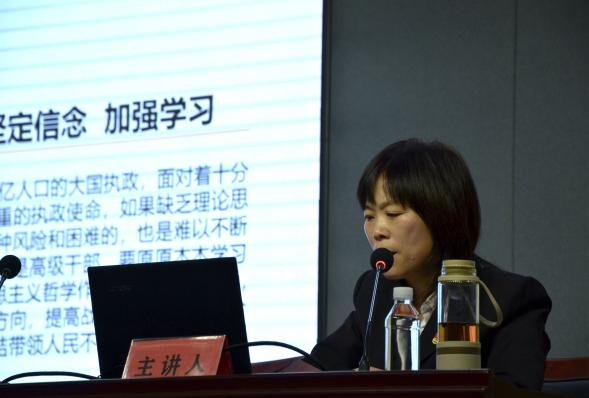 坚定信念 加强学习
亿人口的大国执政，面对着十分
重的执政使命，如果缺乏理论思
种风险和困难的，也是难以不断
高级干部，要原原本本学习
思主义哲学作
方向，提高战
结带领人民不
主讲人